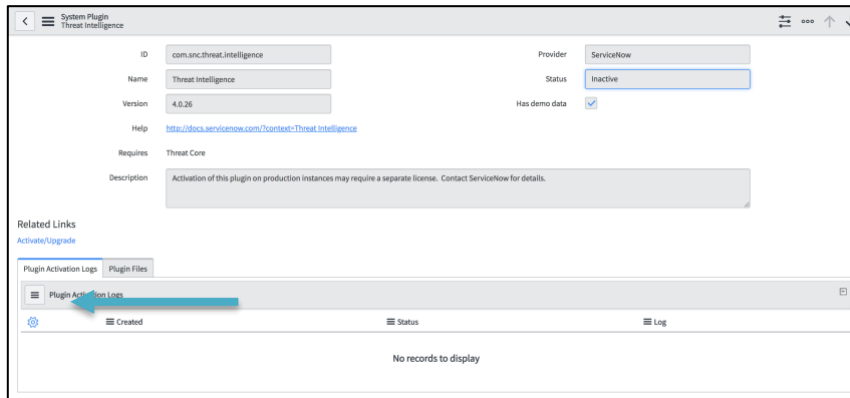 System Plugin
Threat Intelligence
ID com.snc.threat.intelligence Provider ServiceNow
Name Threat Intelligence Status Inactive
Version 4.0.26 Has demo data
Help http://docs.servicenow.com/?context=Threat Intelligence
Requires Threat Core
Description Activation of this plugin on production instances may require a separate license. Contact ServiceNow for details.
Related Links
Activate/Upgrade
Plugin Activation Logs Plugin Files
Plugin Activation Logs
Created Status Log
No records to display